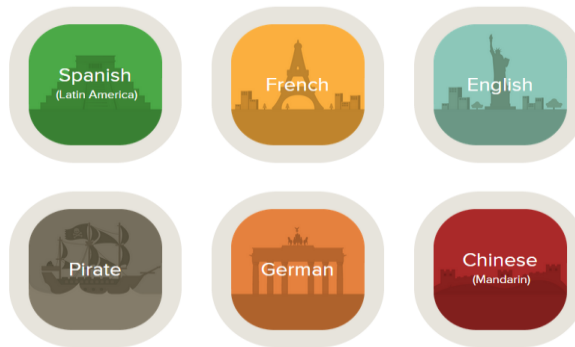 Spanish
(Latin America)
French
English
Pirate
German
Chinese
(Mandarin)